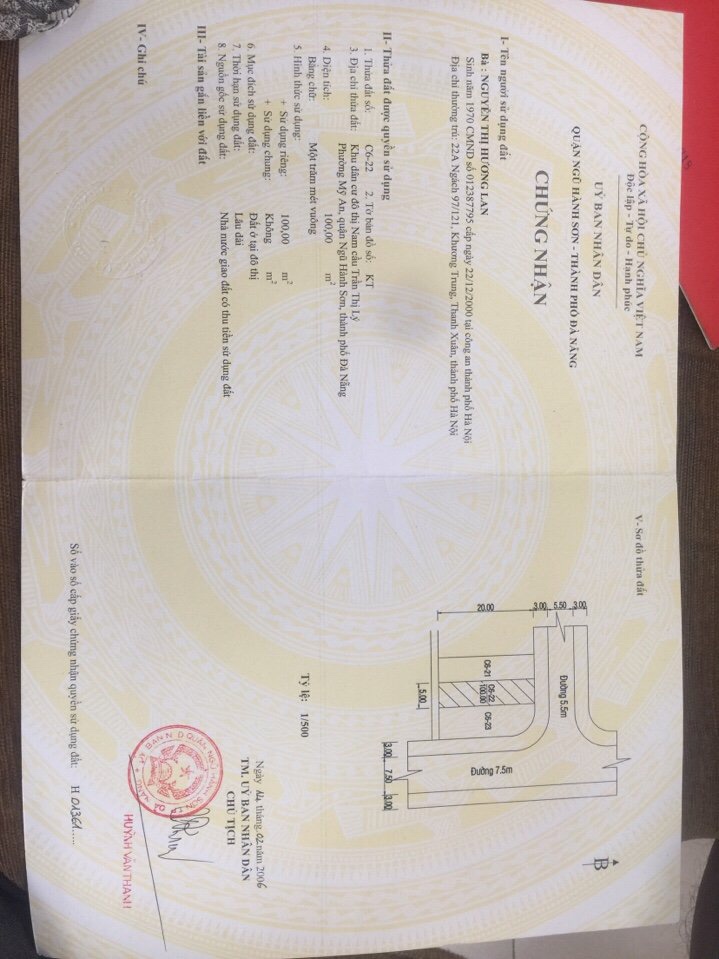 CỘNG HÒA XÃ HỘI CHỦ NGHĨA VIỆT NAM
Độc lập - Tự do - Hạnh phúc
UỶ BAN NHÂN DÂN
QUẬN NGŨ HÀNH SƠN - THÀNH PHỐ ĐÀ NẴNG
CHỨNG NHẬN
I- Tên người sử dụng đất
Bà : NGUYỄN THỊ HƯƠNG LAN
Sinh năm 1970 CMND số 012387795 cấp ngày 22/12/2000 tại công an thành phố Hà Nội
Địa chỉ thường trú: 22A Ngách 97/121, Khương Trung, Thanh Xuân, thành phố Hà Nội
II- Thửa đất được quyền sử dụng
1. Thửa đất số: C6-22 2. Tờ bản đồ số: KT
3. Địa chỉ thửa đất: Khu dân cư đô thị Nam cầu Trần Thị Lý
Phường Mỹ An, quận Ngũ Hành Sơn, thành phố Đà Nẵng
4. Diện tích: 100,00 m²
Bằng chữ: Một trăm mét vuông
5. Hình thức sử dụng:
+ Sử dụng riêng: 100,00 m²
+ Sử dụng chung: Không m²
6. Mục đích sử dụng đất: Đất ở tại đô thị
7. Thời hạn sử dụng đất: Lâu dài
8. Nguồn gốc sử dụng đất: Nhà nước giao đất có thu tiền sử dụng đất
III- Tài sản gắn liền với đất
IV- Ghi chú
V- Sơ đồ thửa đất
B
3.00 5.50 3.00
20.00
Đường 5.5m
C6-21
C6-22
100.00
C6-23
5.00
Đường 7.5m
3.00 7.50 3.00
Tỷ lệ: 1/500
Ngày 14 tháng 02 năm 2006
TM. UỶ BAN NHÂN DÂN
CHỦ TỊCH
HUỲNH VĂN THANH
Số vào sổ cấp giấy chứng nhận quyền sử dụng đất: H 01361